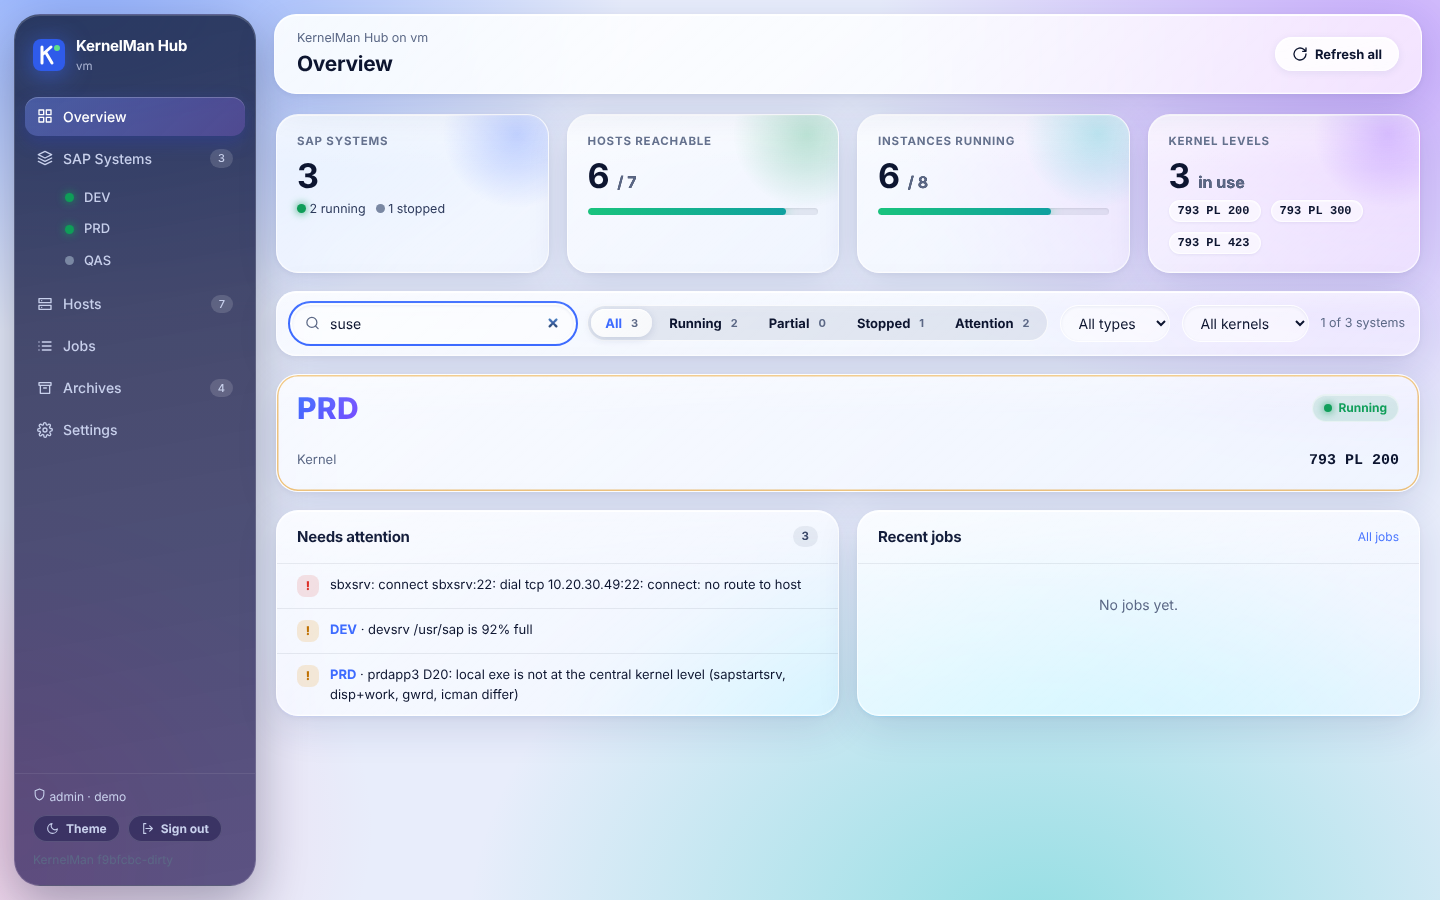 KernelMan Hub
vm
Overview
SAP Systems 3
DEV
PRD
QAS
Hosts 7
Jobs
Archives 4
Settings
admin · demo
Theme Sign out
KernelMan f9bfcbc-dirty
KernelMan Hub on vm
Overview
Refresh all
SAP SYSTEMS
3
2 running 1 stopped
HOSTS REACHABLE
6 / 7
INSTANCES RUNNING
6 / 8
KERNEL LEVELS
3 in use
793 PL 200 793 PL 300
793 PL 423
suse
All 3 Running 2 Partial 0 Stopped 1 Attention 2
All types
All kernels
1 of 3 systems
PRD
Running
Kernel
793 PL 200
Needs attention 3
! sbxsrv: connect sbxsrv:22: dial tcp 10.20.30.49:22: connect: no route to host
! DEV · devsrv /usr/sap is 92% full
! PRD · prdapp3 D20: local exe is not at the central kernel level (sapstartsrv,
disp+work, gwrd, icman differ)
Recent jobs
All jobs
No jobs yet.